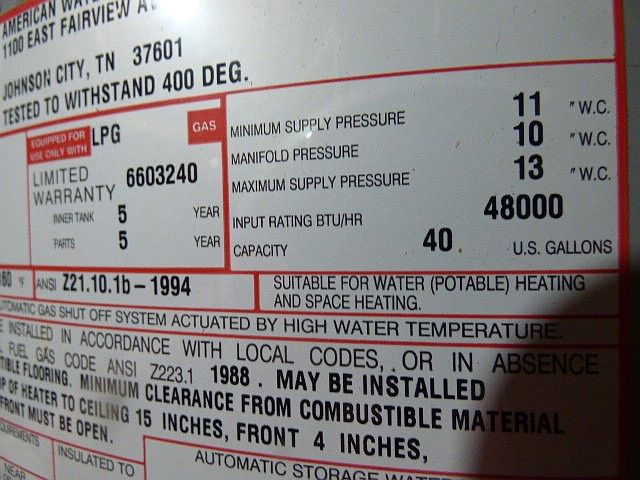 AMERICAN WATER
1100 EAST FAIRVIEW AV
JOHNSON CITY, TN 37601
TESTED TO WITHSTAND 400 DEG.
EQUIPPED FOR
USE ONLY WITH
LPG
GAS
LIMITED
WARRANTY 6603240
INNER TANK 5 YEAR
PARTS 5 YEAR
MINIMUM SUPPLY PRESSURE 11 "W.C.
MANIFOLD PRESSURE 10 "W.C.
MAXIMUM SUPPLY PRESSURE 13 "W.C.
INPUT RATING BTU/HR 48000
CAPACITY 40. U.S. GALLONS
°F ANSI Z21.10.1b-1994
SUITABLE FOR WATER (POTABLE) HEATING
AND SPACE HEATING.
AUTOMATIC GAS SHUT OFF SYSTEM ACTUATED BY HIGH WATER TEMPERATURE.
INSTALLED IN ACCORDANCE WITH LOCAL CODES, OR IN ABSENCE
FUEL GAS CODE ANSI Z223.1 1988. MAY BE INSTALLED
FLOORING. MINIMUM CLEARANCE FROM COMBUSTIBLE MATERIAL
OF HEATER TO CEILING 15 INCHES, FRONT 4 INCHES,
FRONT MUST BE OPEN.
INSULATED TO
AUTOMATIC STORAGE
NEAR